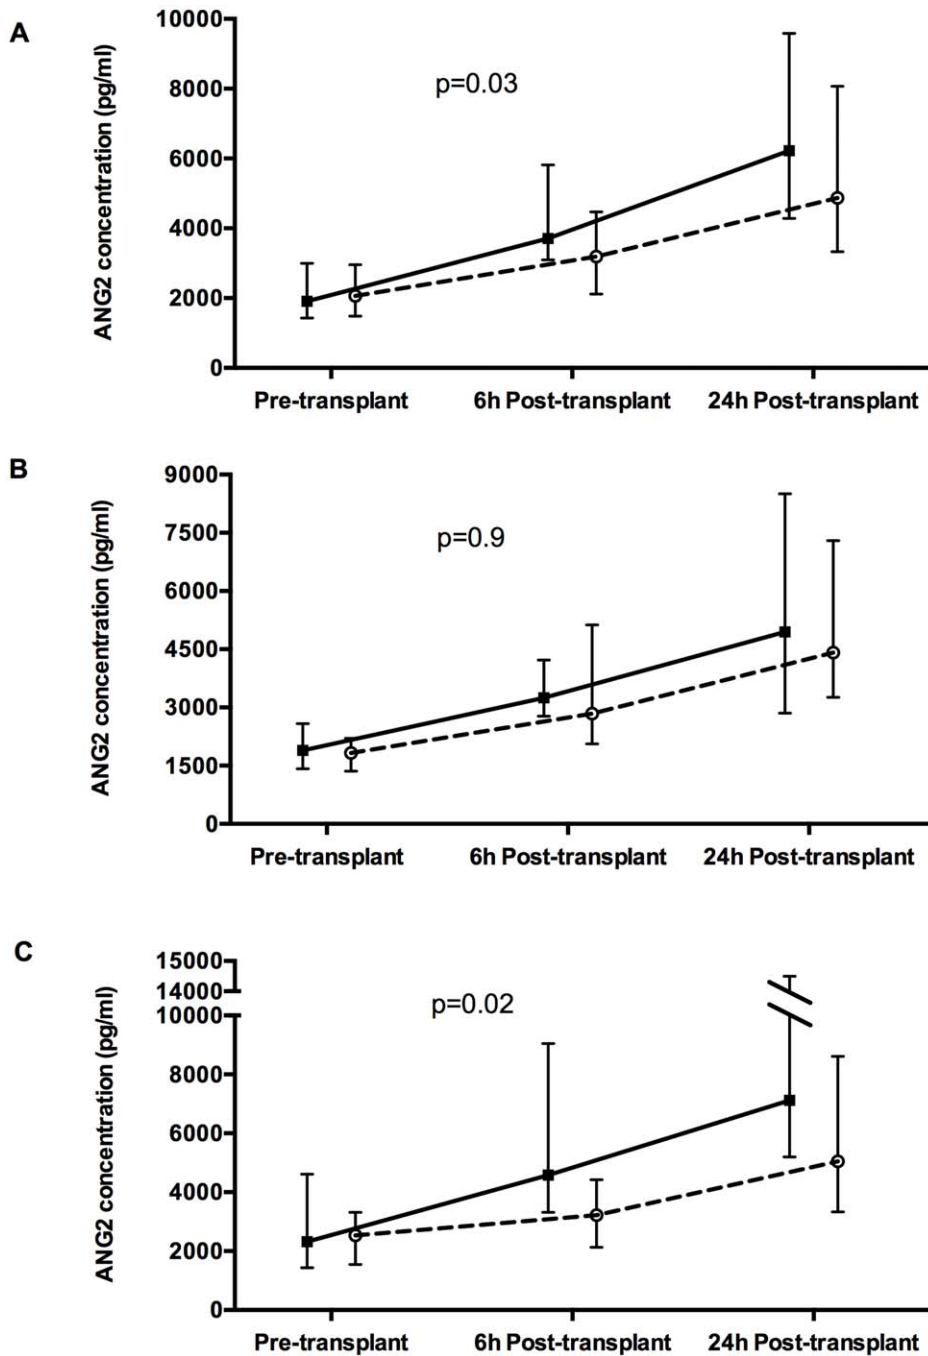 A
ANG2 concentration (pg/ml)
10000
8000
6000
4000
2000
0
p=0.03
Pre-transplant
6h Post-transplant
24h Post-transplant
B
ANG2 concentration (pg/ml)
9000
7500
6000
4500
3000
1500
0
p=0.9
Pre-transplant
6h Post-transplant
24h Post-transplant
C
ANG2 concentration (pg/ml)
15000
14000
10000
8000
6000
4000
2000
0
p=0.02
Pre-transplant
6h Post-transplant
24h Post-transplant